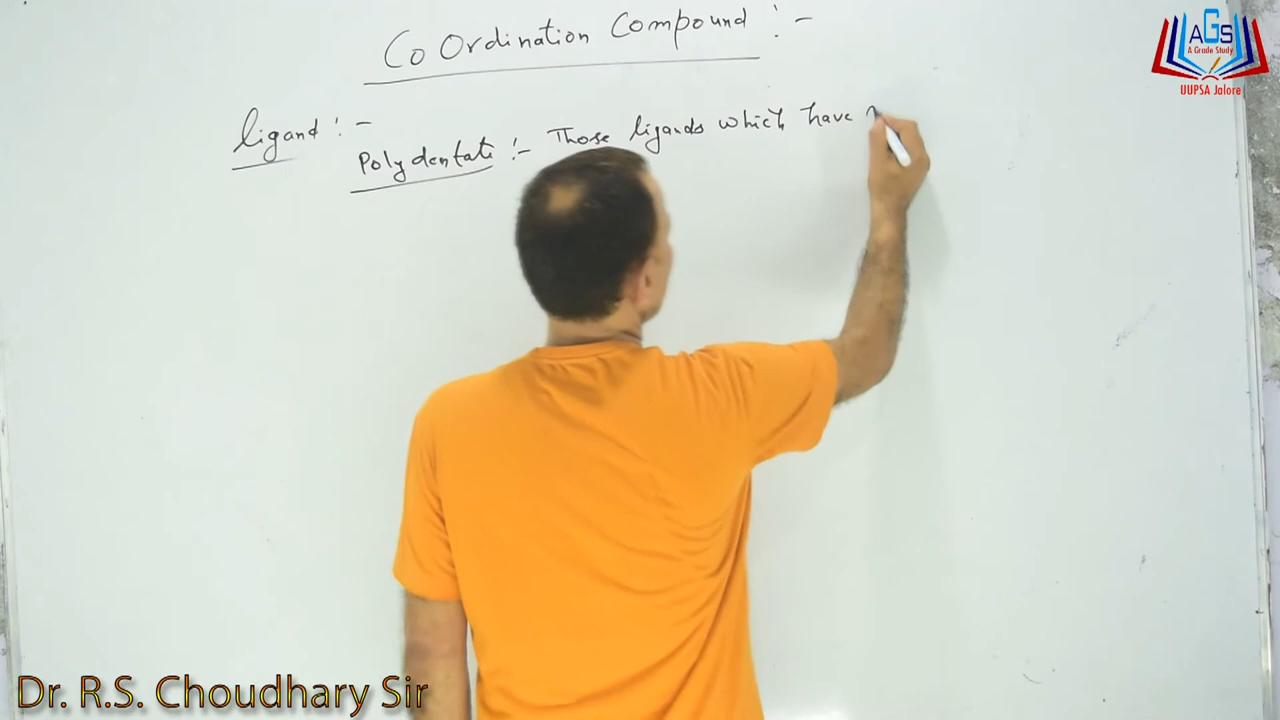 Co Ordination Compound :-
ligand :-
Polydentate :- Those ligands which have
AGS
A Grade Study
UUPSA Jalore
Dr. R.S. Choudhary Sir